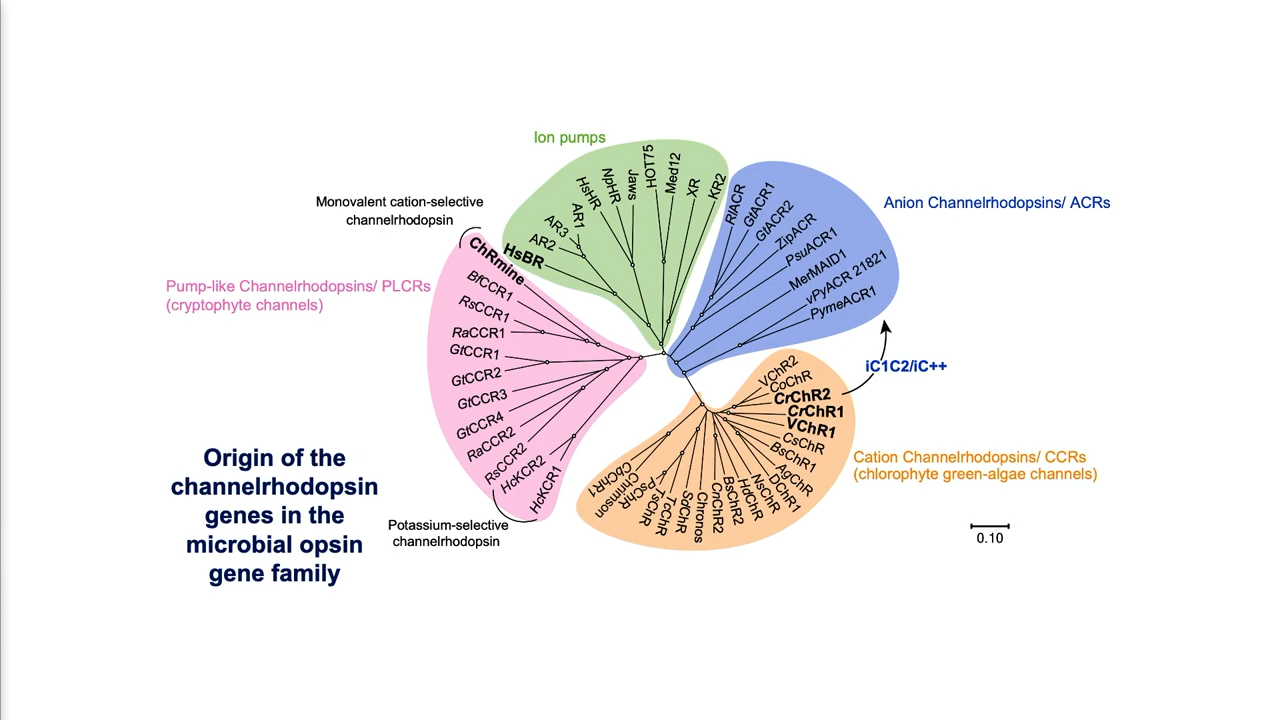 Ion pumps
Monovalent cation-selective
channelrhodopsin
Anion Channelrhodopsins/ ACRs
Pump-like Channelrhodopsins/ PLCRs
(cryptophyte channels)
HsBR
AR2
AR3
AR1
HsHR
NpHR
Jaws
HOT75
Med12
XR
KR2
RlACR
GtACR1
GtACR2
ZipACR
PsuACR1
MerMAID1
vPyACR 21821
PymeACR1
iC1C2/iC++
ChRmine
BfCCR1
RsCCR1
RaCCR1
GtCCR1
GtCCR2
GtCCR3
GtCCR4
RaCCR2
RsCCR2
HcKCR2
HcKCR1
VChR2
CoChR
CrChR2
CrChR1
VChR1
CsChR
BsChR1
AgChR
DChR1
NsChR
HdChR
BsChR2
CnChR2
Chronos
SdChR
TcChR
TsChR
PsChR
Chrimson
CbChR1
Cation Channelrhodopsins/ CCRs
(chlorophyte green-algae channels)
Potassium-selective
channelrhodopsin
Origin of the
channelrhodopsin
genes in the
microbial opsin
gene family
0.10